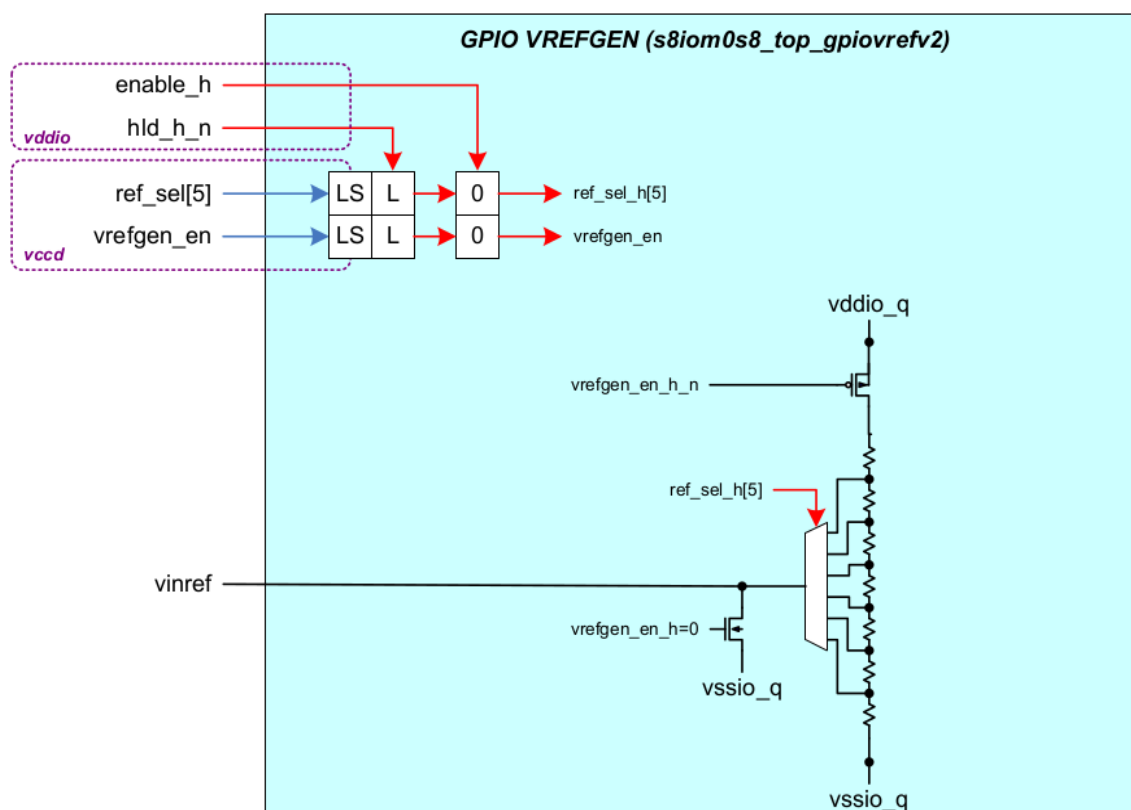 GPIO VREFGEN (s8iom0s8_top_gpiovrefv2)
enable_h
hld_h_n
vddio
ref_sel[5]
LS L 0
ref_sel_h[5]
vrefgen_en
LS L 0
vrefgen_en
vccd
vddio_q
vrefgen_en_h_n
ref_sel_h[5]
vinref
vrefgen_en_h=0
vssio_q
vssio_q